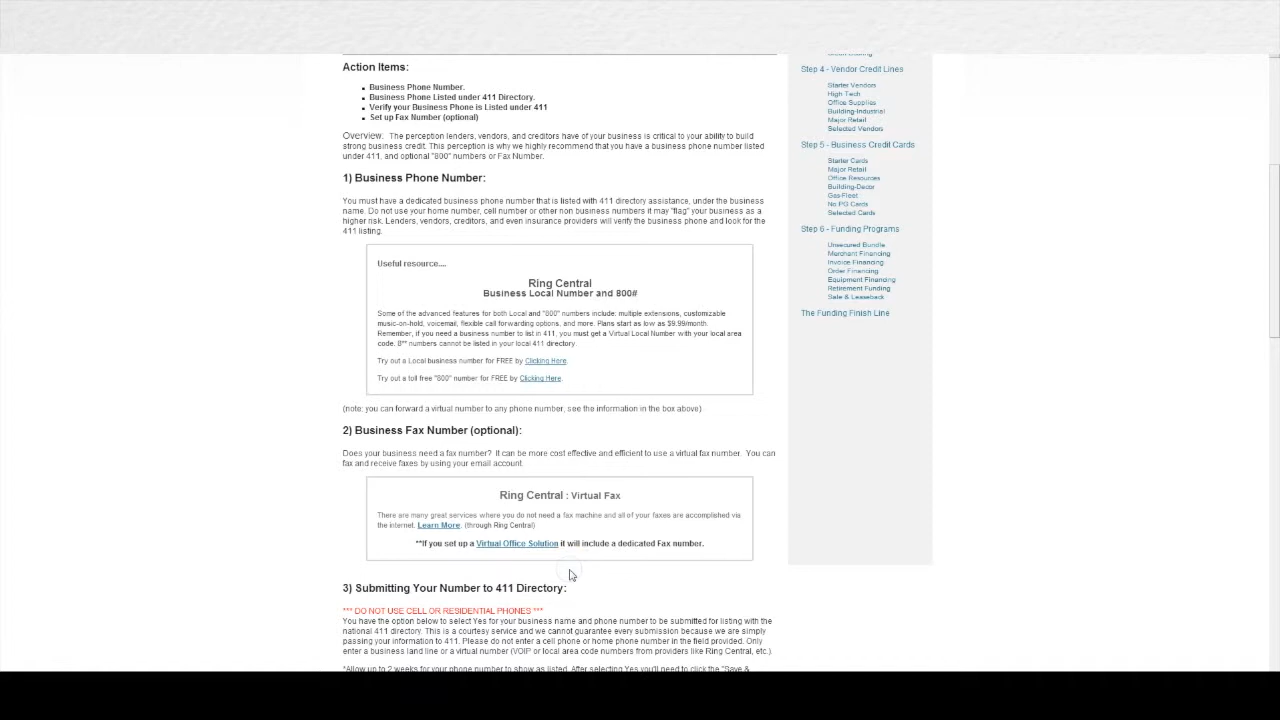 Action Items:
Business Phone Number.
Business Phone Listed under 411 Directory.
Verify your Business Phone is Listed under 411
Set up Fax Number (optional)
Overview: The perception lenders, vendors, and creditors have of your business is critical to your ability to build
strong business credit. This perception is why we highly recommend that you have a business phone number listed
under 411, and optional "800" numbers or Fax Number.
1) Business Phone Number:
You must have a dedicated business phone number that is listed with 411 directory assistance, under the business
name. Do not use your home number, cell number or other non business numbers it may "flag" your business as a
higher risk. Lenders, vendors, creditors, and even insurance providers will verify the business phone and look for the
411 listing.
Useful resource....
Ring Central
Business Local Number and 800#
Some of the advanced features for both Local and "800" numbers include: multiple extensions, customizable
music-on-hold, voicemail, flexible call forwarding options, and more. Plans start as low as $9.99/month.
Remember, if you need a business number to list in 411, you must get a Virtual Local Number with your local area
code. 8** numbers cannot be listed in your local 411 directory.
Try out a Local business number for FREE by Clicking Here.
Try out a toll free "800" number for FREE by Clicking Here.
(note: you can forward a virtual number to any phone number, see the information in the box above)
2) Business Fax Number (optional):
Does your business need a fax number? It can be more cost effective and efficient to use a virtual fax number. You can
fax and receive faxes by using your email account.
Ring Central : Virtual Fax
There are many great services where you do not need a fax machine and all of your faxes are accomplished via
the internet. Learn More. (through Ring Central)
**If you set up a Virtual Office Solution it will include a dedicated Fax number.
3) Submitting Your Number to 411 Directory:
*** DO NOT USE CELL OR RESIDENTIAL PHONES ***
You have the option below to select Yes for your business name and phone number to be submitted for listing with the
national 411 directory. This is a courtesy service and we cannot guarantee every submission because we are simply
passing your information to 411. Please do not enter a cell phone or home phone number in the field provided. Only
enter a business land line or a virtual number (VOIP or local area code numbers from providers like Ring Central, etc.)
*Allow up to 2 weeks for your phone number to show as listed. After selecting Yes you'll need to click the "Save &
Step 4 - Vendor Credit Lines
Starter Vendors
High Tech
Office Supplies
Building-Industrial
Major Retail
Selected Vendors
Step 5 - Business Credit Cards
Starter Cards
Major Retail
Office Resources
Building-Decor
Gas-Fleet
No PG Cards
Selected Cards
Step 6 - Funding Programs
Unsecured Bundle
Merchant Financing
Invoice Financing
Order Financing
Equipment Financing
Retirement Funding
Sale & Leaseback
The Funding Finish Line